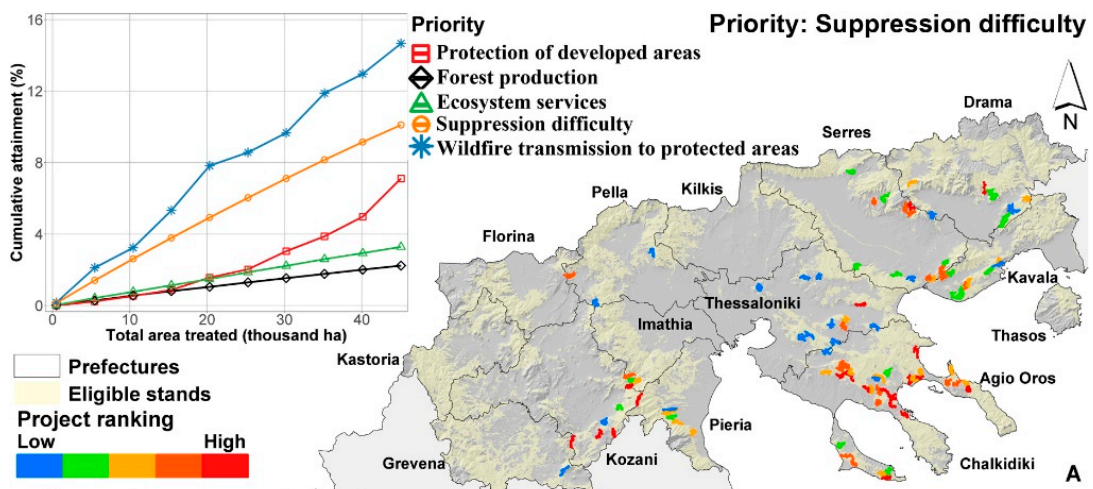 Priority: Suppression difficulty
16
12
8
4
0
Cumulative attainment (%)
0
10
20
30
40
Total area treated (thousand ha)
Priority
Protection of developed areas
Forest production
Ecosystem services
Suppression difficulty
Wildfire transmission to protected areas
Prefectures
Eligible stands
Project ranking
Low
High
N
Drama
Serres
Kilkis
Pella
Florina
Kavala
Thessaloniki
Imathia
Thasos
Kastoria
Agio Oros
Pieria
Grevena
Kozani
Chalkidiki
A